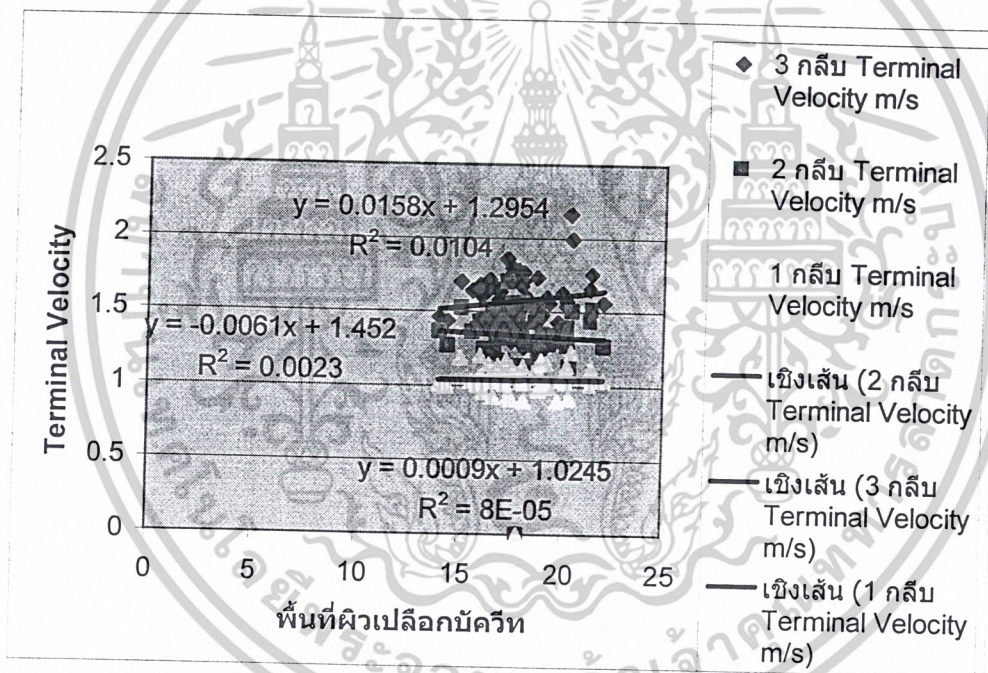 2.5
2
1.5
1
0.5
0
Terminal Velocity
y = 0.0158x + 1.2954
R² = 0.0104
y = -0.0061x + 1.452
R² = 0.0023
y = 0.0009x + 1.0245
R² = 8E-05
0 5 10 15 20 25
พื้นที่ผิวเปลือกบัควีท
3 กลีบ Terminal
Velocity m/s
2 กลีบ Terminal
Velocity m/s
1 กลีบ Terminal
Velocity m/s
เชิงเส้น (2 กลีบ
Terminal Velocity
m/s)
เชิงเส้น (3 กลีบ
Terminal Velocity
m/s)
เชิงเส้น (1 กลีบ
Terminal Velocity
m/s)